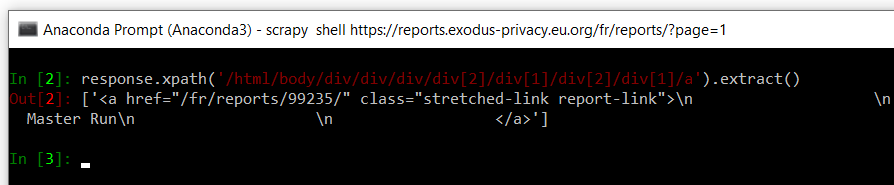 Anaconda Prompt (Anaconda3) - scrapy  shell https://reports.exodus-privacy.eu.org/fr/reports/?page=1
In [2]: response.xpath('/html/body/div/div/div/div[2]/div[1]/div[2]/div[1]/a').extract()
Out[2]: ['<a href="/fr/reports/99235/" class="stretched-link report-link">\n                    \n
  Master Run\n                    \n                  </a>']
In [3]: